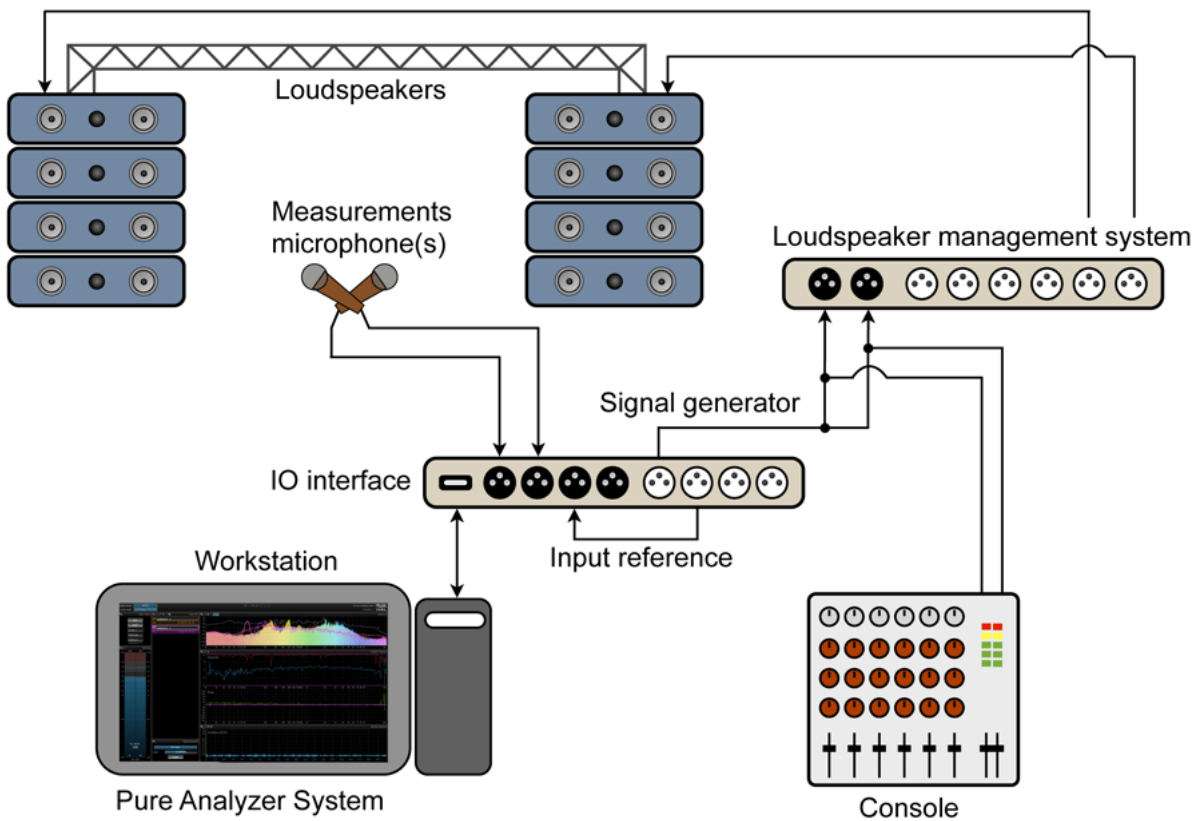 Loudspeakers
Measurements
microphone(s)
Loudspeaker management system
Signal generator
IO interface
Input reference
Workstation
Pure Analyzer System
Console